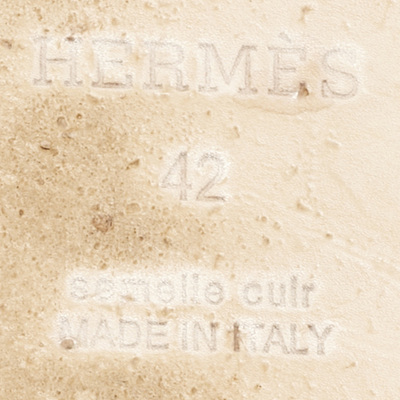 HERMÈS
42
semelle cuir
MADE IN ITALY